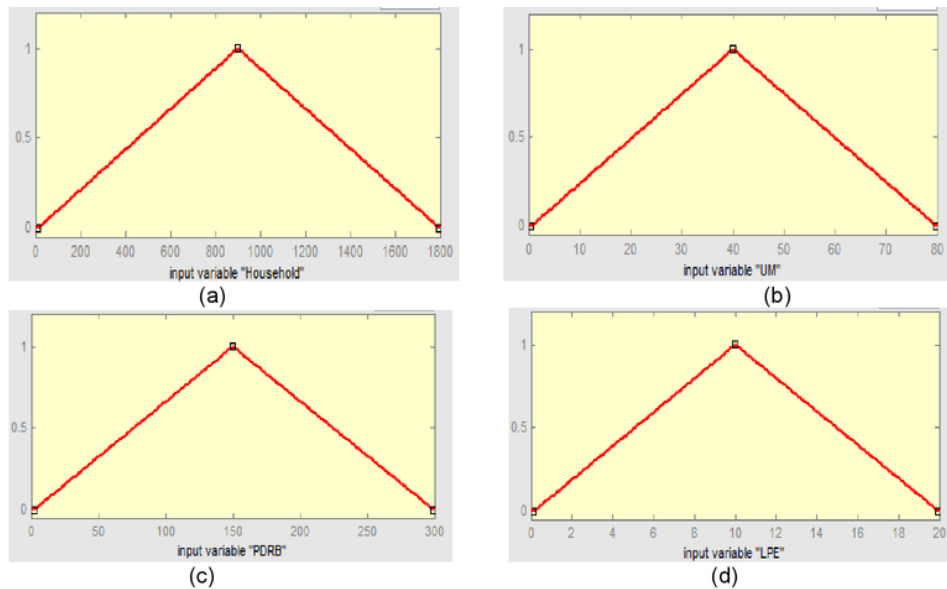 1
0.5
0
0 200 400 600 800 1000 1200 1400 1600 1800
input variable "Household"
(a)
1
0.5
0
0 10 20 30 40 50 60 70 80
input variable "UM"
(b)
1
0.5
0
0 50 100 150 200 250 300
input variable "PDRB"
(c)
1
0.5
0
0 2 4 6 8 10 12 14 16 18 20
input variable "LPE"
(d)